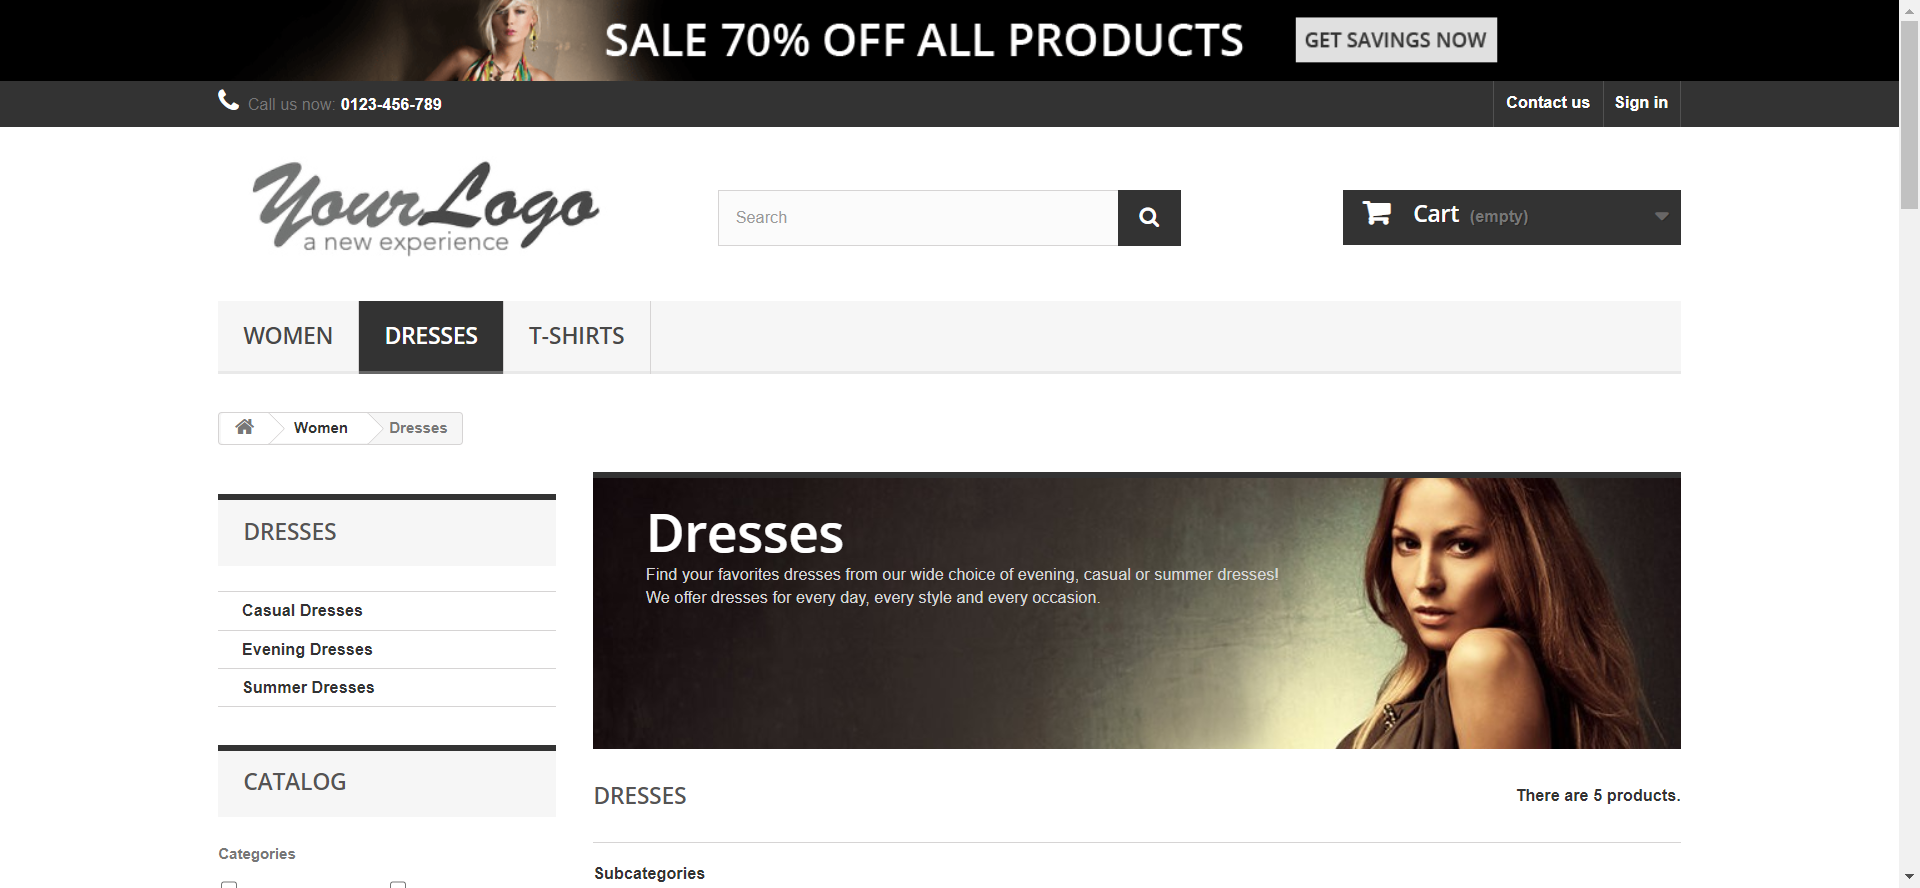 SALE 70% OFF ALL PRODUCTS
GET SAVINGS NOW
Call us now: 0123-456-789
Contact us
Sign in
Your Logo
a new experience
Search
Cart (empty)
WOMEN
DRESSES
T-SHIRTS
Women
Dresses
DRESSES
Casual Dresses
Evening Dresses
Summer Dresses
CATALOG
Categories
Dresses
Find your favorites dresses from our wide choice of evening, casual or summer dresses!
We offer dresses for every day, every style and every occasion.
DRESSES
There are 5 products.
Subcategories